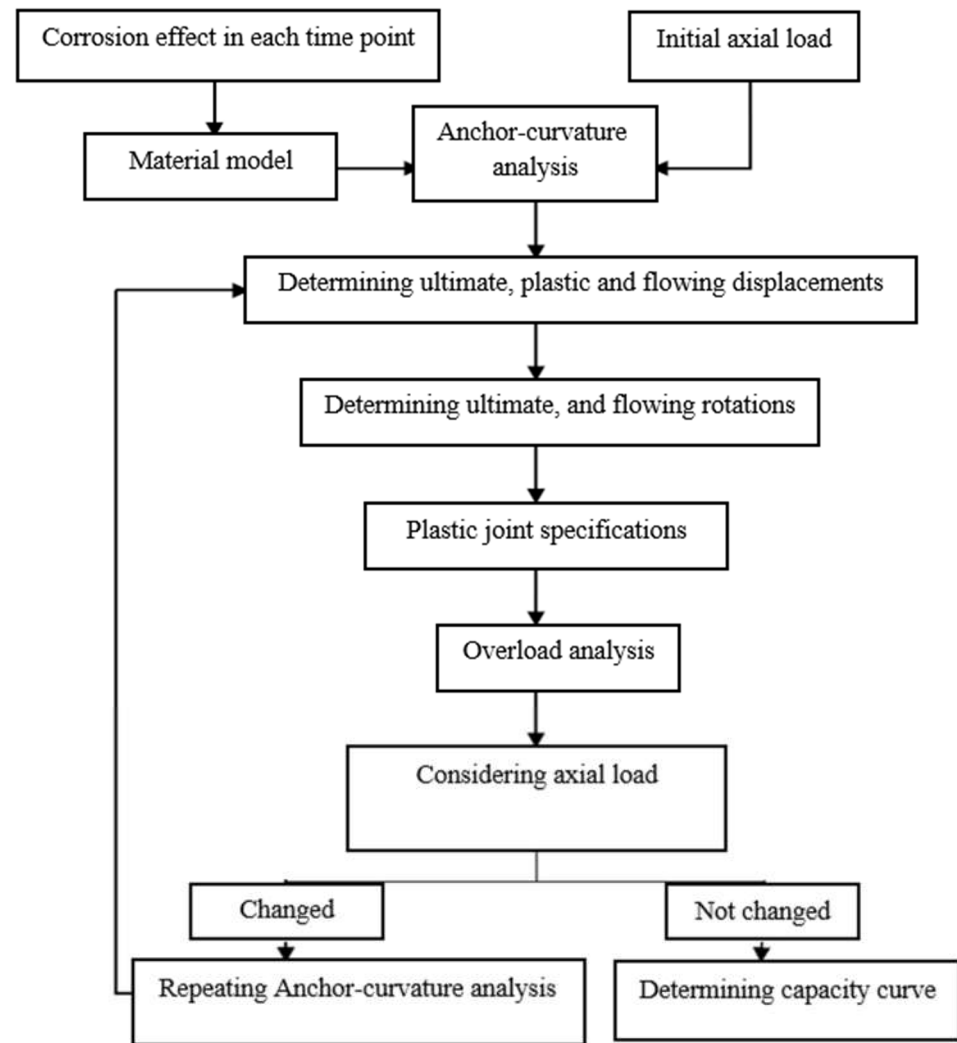 Corrosion effect in each time point
Initial axial load
Material model
Anchor-curvature
analysis
Determining ultimate, plastic and flowing displacements
Determining ultimate, and flowing rotations
Plastic joint specifications
Overload analysis
Considering axial load
Changed
Not changed
Repeating Anchor-curvature analysis
Determining capacity curve